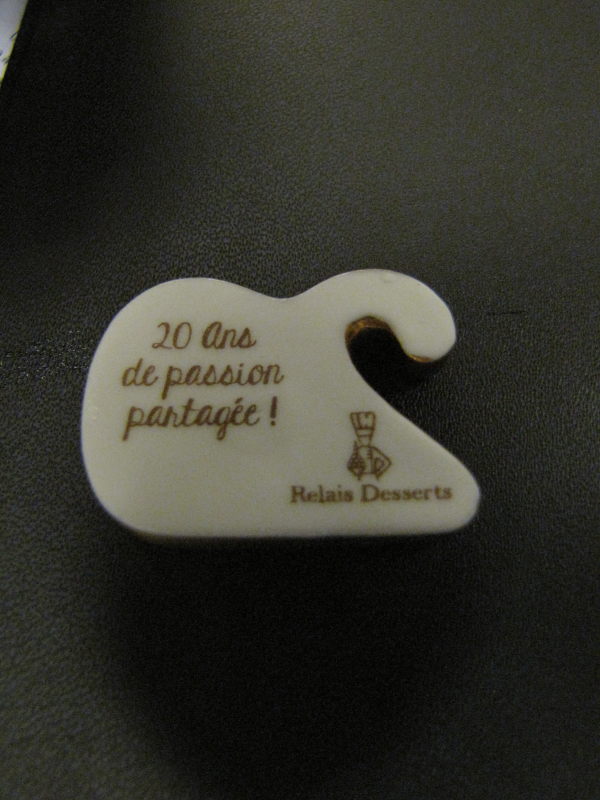 20 Ans
de passion
partagée !
Relais Desserts